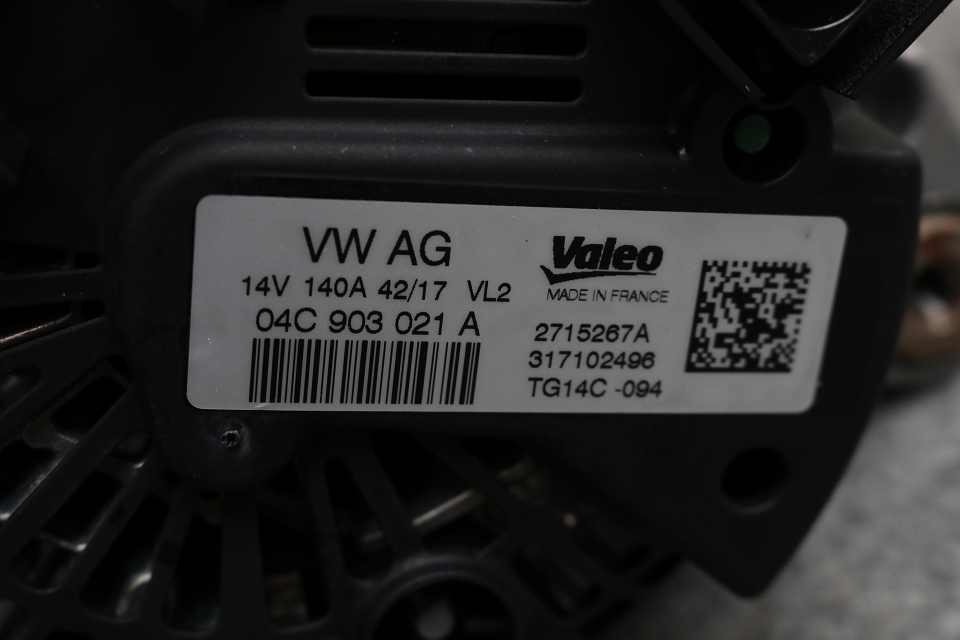 VW AG
14V 140A 42/17 VL2
04C 903 021 A
Valeo
MADE IN FRANCE
2715267A
317102496
TG14C -094